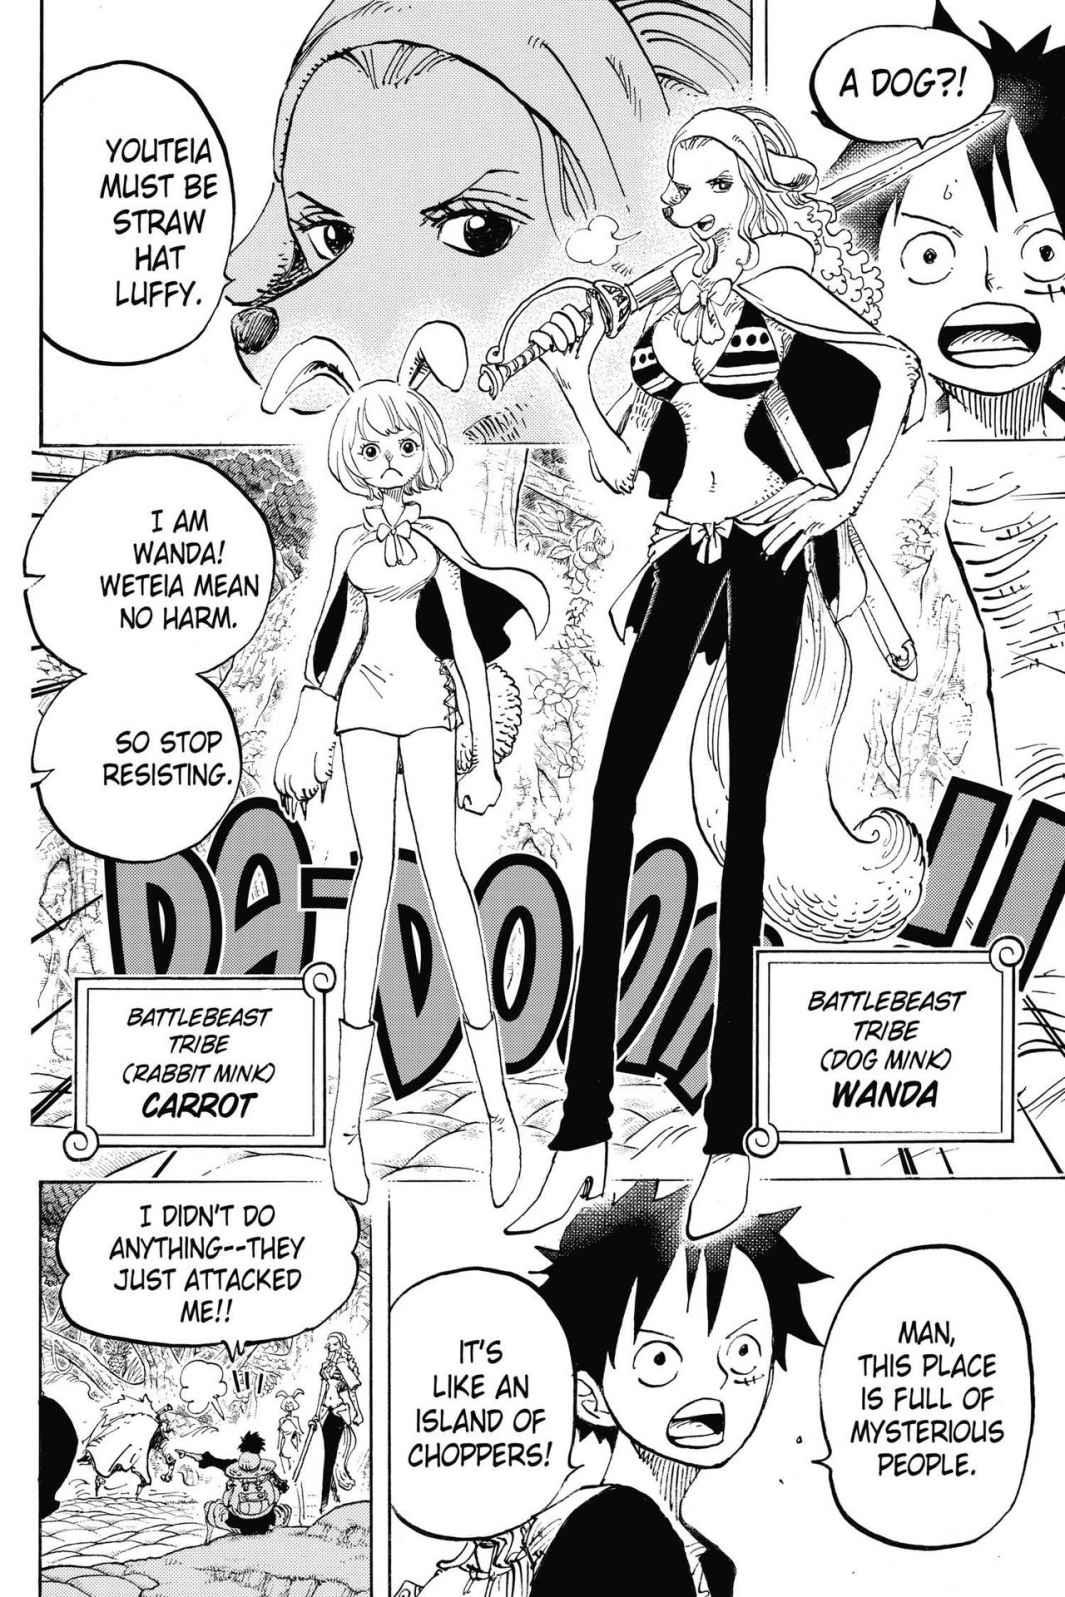 A DOG?!
YOUTEIA
MUST BE
STRAW
HAT
LUFFY.
I AM
WANDA!
WETEIA MEAN
NO HARM.
SO STOP
RESISTING.
DA-DOOM!!
BATTLEBEAST
TRIBE
(DOG MINK)
WANDA
BATTLEBEAST
TRIBE
(RABBIT MINK)
CARROT
MAN,
THIS PLACE
IS FULL OF
MYSTERIOUS
PEOPLE.
IT'S
LIKE AN
ISLAND OF
CHOPPERS!
I DIDN'T DO
ANYTHING--THEY
JUST ATTACKED
ME!!